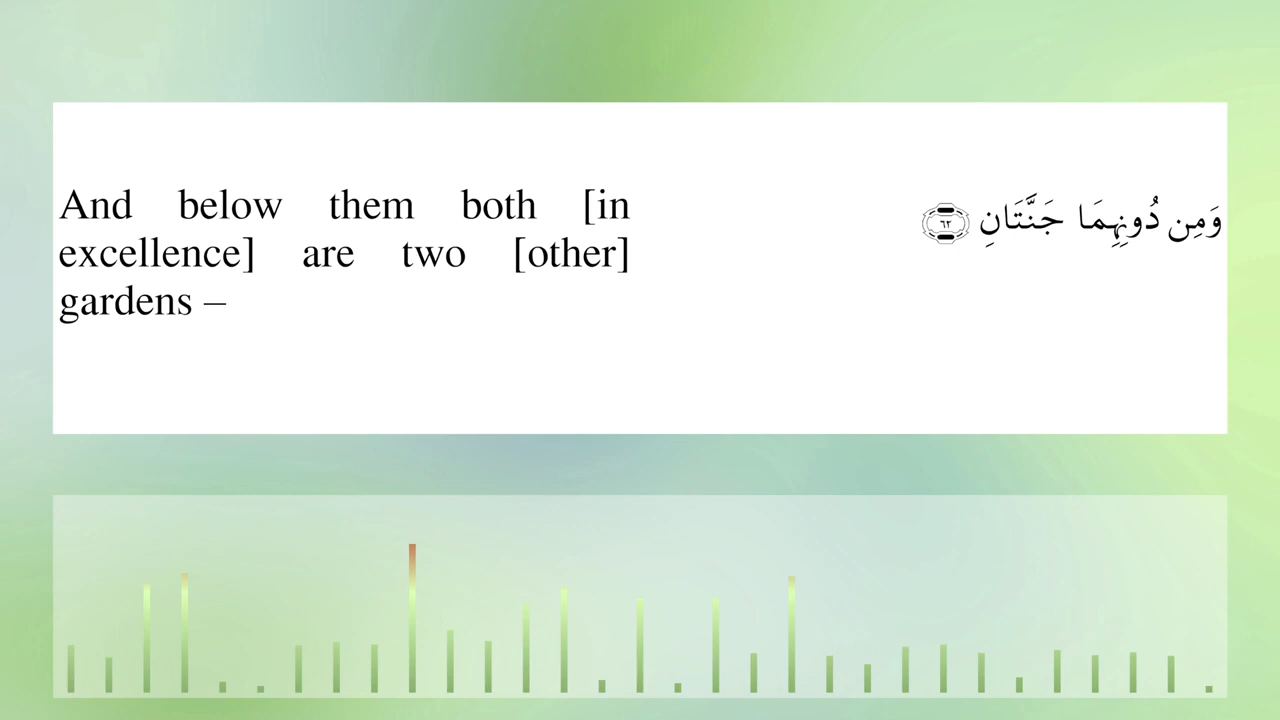 And below them both [in
excellence] are two [other]
gardens –
وَمِن دُونِهِمَا جَنَّتَانِ ٦٢